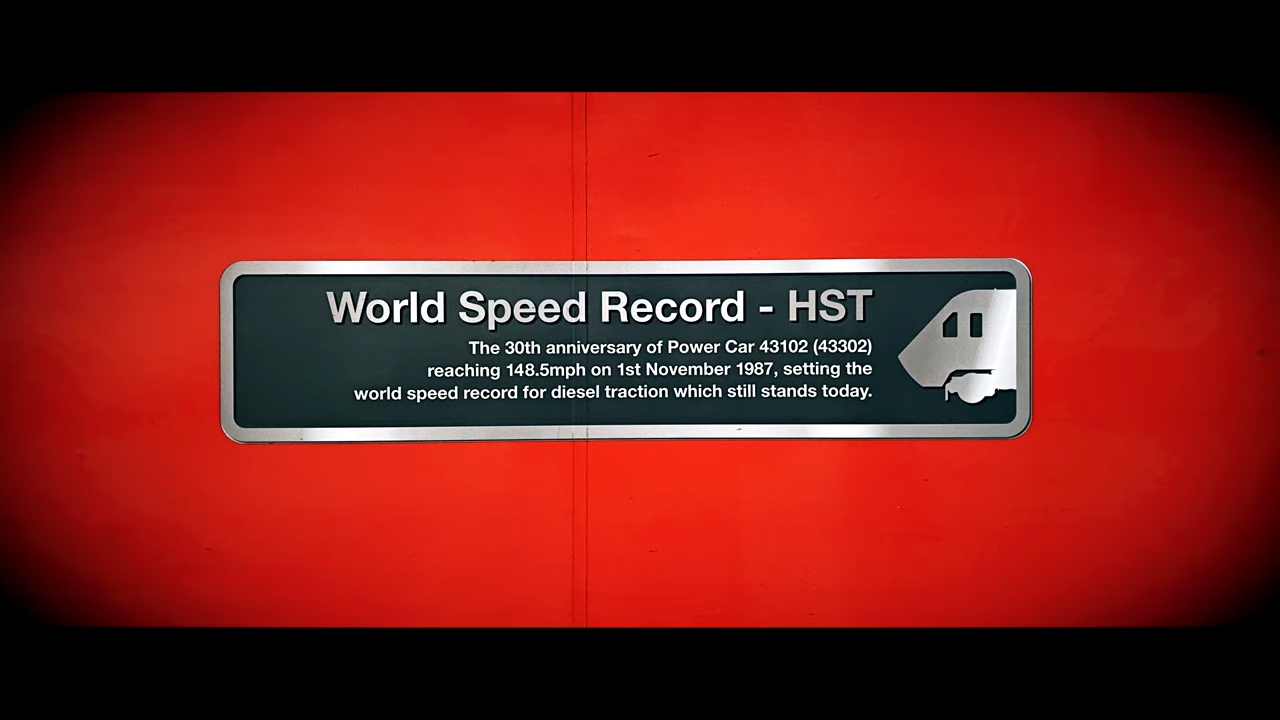 World Speed Record - HST
The 30th anniversary of Power Car 43102 (43302)
reaching 148.5mph on 1st November 1987, setting the
world speed record for diesel traction which still stands today.